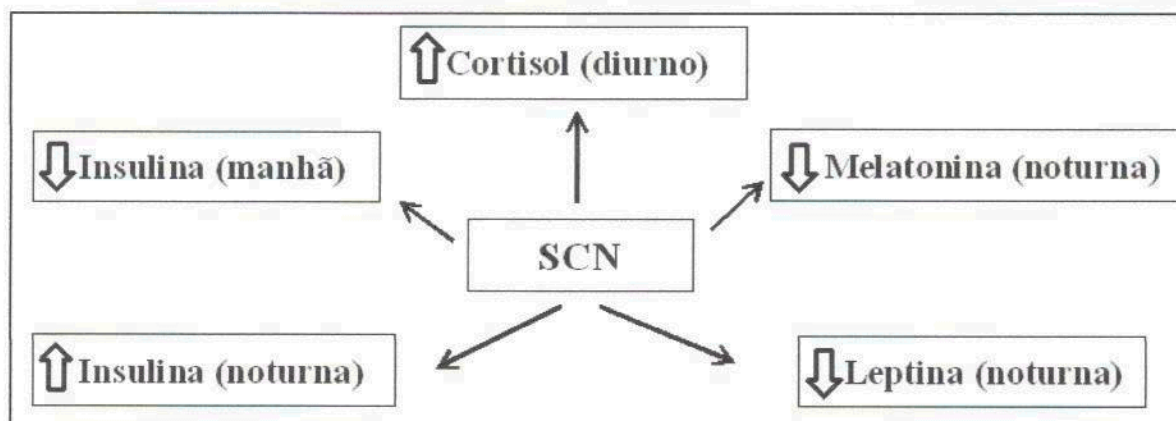 Cortisol (diurno)
Insulina (manhã)
Melatonina (noturna)
SCN
Insulina (noturna)
Leptina (noturna)